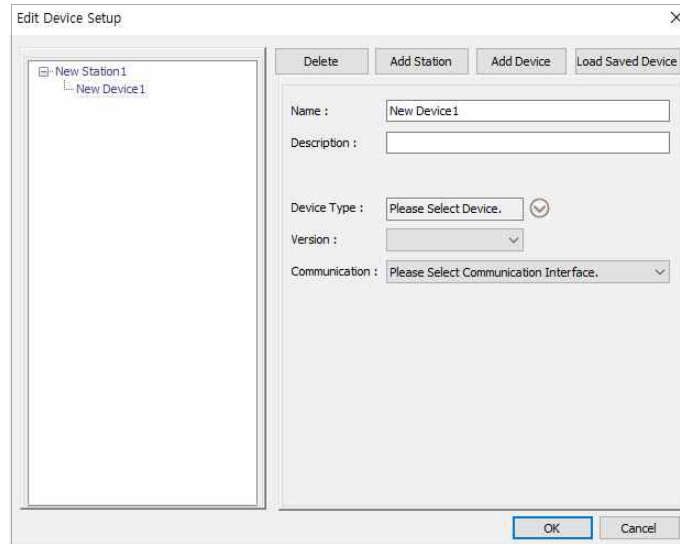 Edit Device Setup
New Station1
New Device1
Delete
Add Station
Add Device
Load Saved Device
Name :
New Device1
Description :
Device Type :
Please Select Device.
Version :
Communication :
Please Select Communication Interface.
OK
Cancel